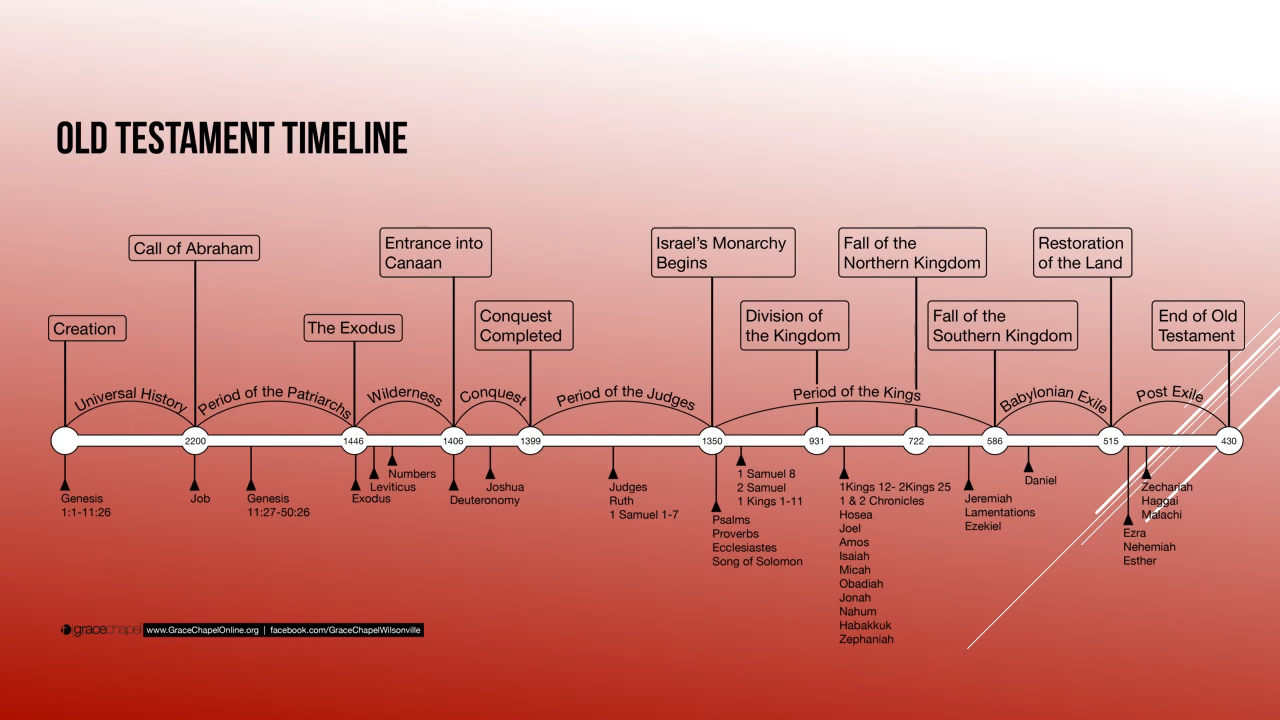 OLD TESTAMENT TIMELINE
Call of Abraham
Entrance into
Canaan
Israel's Monarchy
Begins
Fall of the
Northern Kingdom
Restoration
of the Land
Creation
The Exodus
Conquest
Completed
Division of
the Kingdom
Fall of the
Southern Kingdom
End of Old
Testament
Universal History
Period of the Patriarchs
Wilderness
Conquest
Period of the Judges
Period of the Kings
Babylonian Exile
Post Exile
2200
1446
1406
1399
1350
931
722
586
515
430
Genesis
1:1-11:26
Job
Genesis
11:27-50:26
Exodus
Leviticus
Numbers
Deuteronomy
Joshua
Judges
Ruth
1 Samuel 1-7
1 Samuel 8
2 Samuel
1 Kings 1-11
Psalms
Proverbs
Ecclesiastes
Song of Solomon
1Kings 12- 2Kings 25
1 & 2 Chronicles
Hosea
Joel
Amos
Isaiah
Micah
Obadiah
Jonah
Nahum
Habakkuk
Zephaniah
Jeremiah
Lamentations
Ezekiel
Daniel
Zechariah
Haggai
Malachi
Ezra
Nehemiah
Esther
gracechapel www.GraceChapelOnline.org | facebook.com/GraceChapelWilsonville